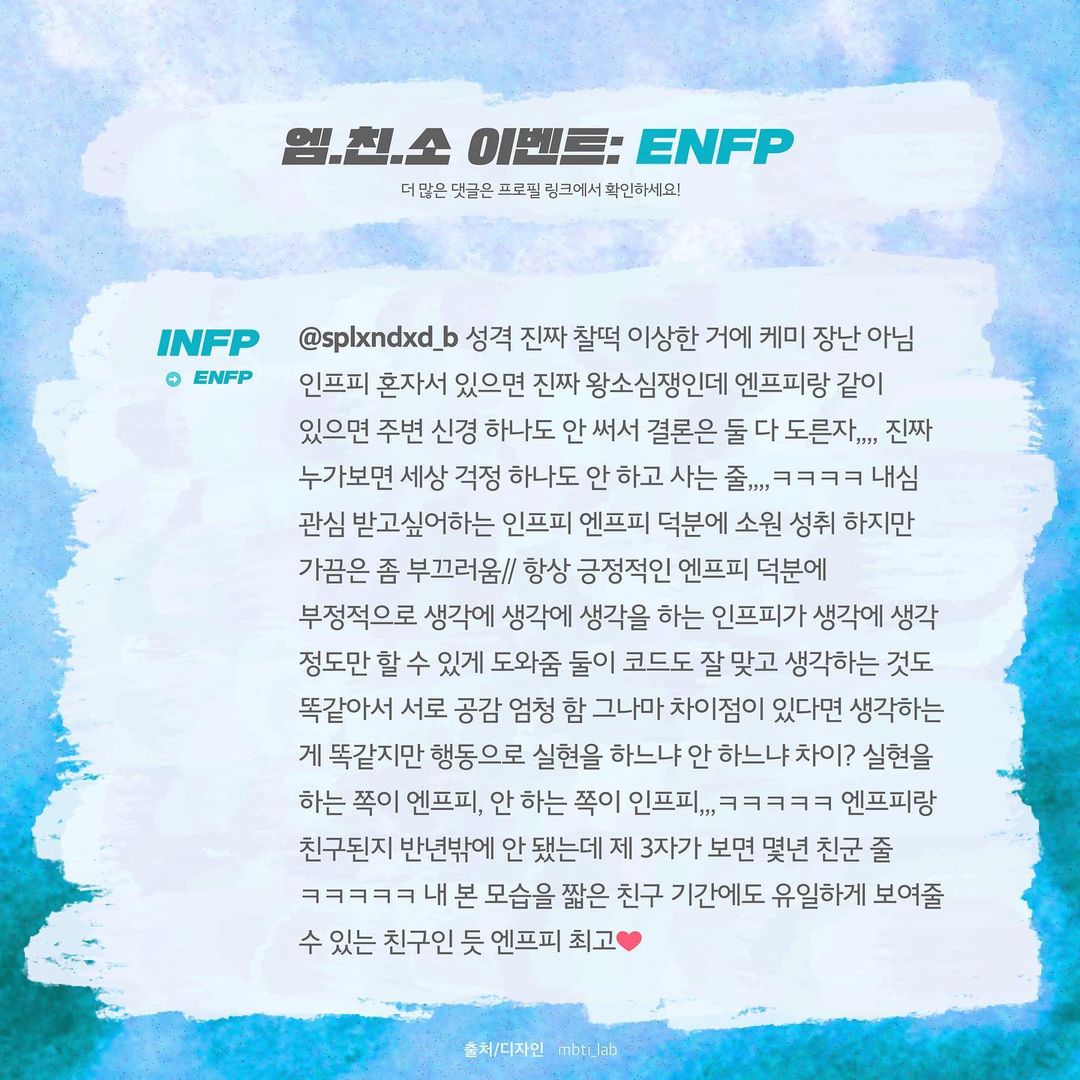 엠.친.소 이벤트: ENFP
더 많은 댓글은 프로필 링크에서 확인하세요!
INFP
ENFP
@splxndxd_b 성격 진짜 찰떡 이상한 거에 케미 장난 아님
인프피 혼자서 있으면 진짜 왕소심쟁인데 엔프피랑 같이
있으면 주변 신경 하나도 안 써서 결론은 둘 다 도른자,,,, 진짜
누가보면 세상 걱정 하나도 안 하고 사는 줄,,,,ㅋㅋㅋㅋ 내심
관심 받고싶어하는 인프피 엔프피 덕분에 소원 성취 하지만
가끔은 좀 부끄러움// 항상 긍정적인 엔프피 덕분에
부정적으로 생각에 생각에 생각을 하는 인프피가 생각에 생각
정도만 할 수 있게 도와줌 둘이 코드도 잘 맞고 생각하는 것도
똑같아서 서로 공감 엄청 함 그나마 차이점이 있다면 생각하는
게 똑같지만 행동으로 실현을 하느냐 안 하느냐 차이? 실현을
하는 쪽이 엔프피, 안 하는 쪽이 인프피,,,ㅋㅋㅋㅋㅋ 엔프피랑
친구된지 반년밖에 안 됐는데 제 3자가 보면 몇년 친군 줄
ㅋㅋㅋㅋㅋ 내 본 모습을 짧은 친구 기간에도 유일하게 보여줄
수 있는 친구인 듯 엔프피 최고❤
출처/디자인 mbti_lab